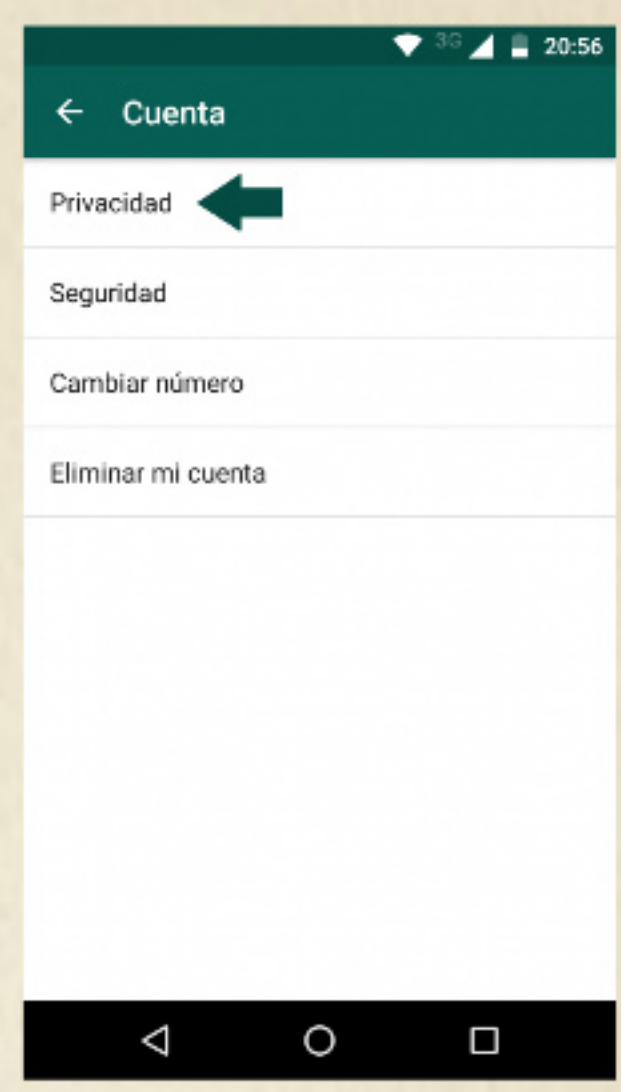 3G 20:56
Cuenta
Privacidad
Seguridad
Cambiar número
Eliminar mi cuenta